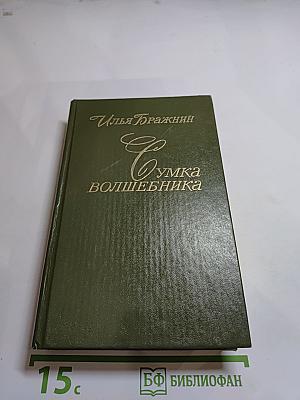 Илья Бражнин
Сумка
волшебника
15с
БФ БИБЛИОФАН